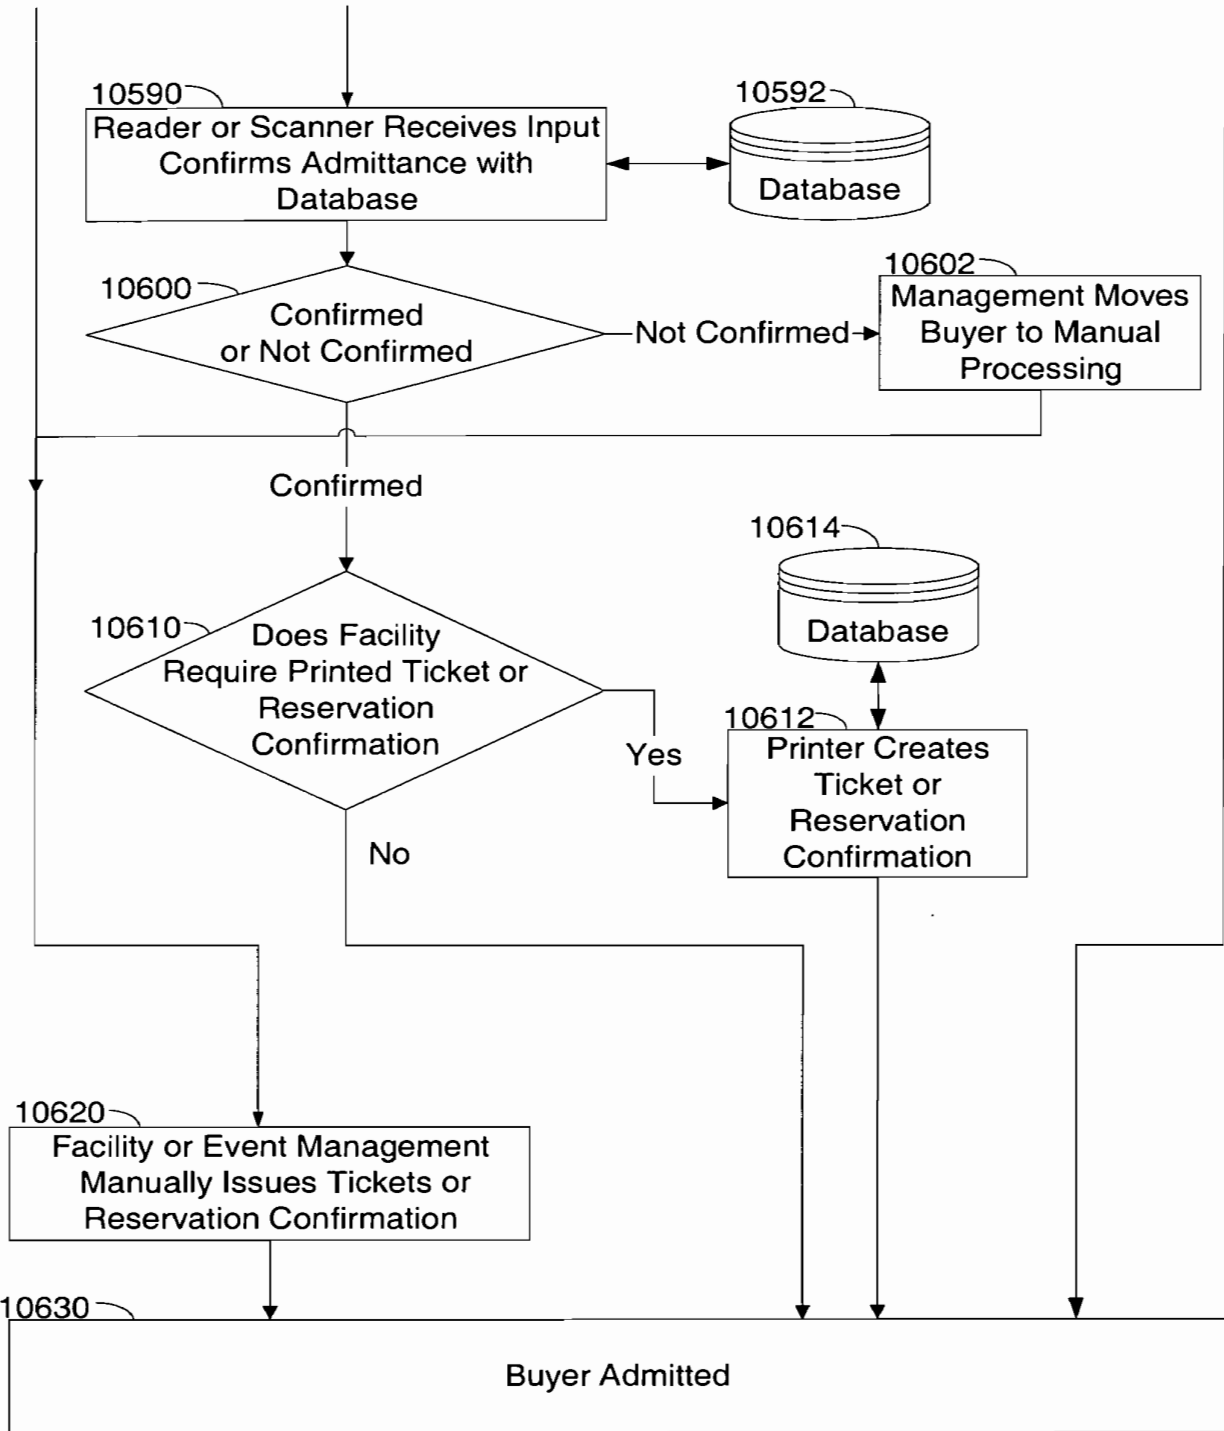 10590
Reader or Scanner Receives Input
Confirms Admittance with
Database
10592
Database
10600
Confirmed
or Not Confirmed
Not Confirmed
10602
Management Moves
Buyer to Manual
Processing
Confirmed
10610
Does Facility
Require Printed Ticket or
Reservation
Confirmation
10614
Database
Yes
10612
Printer Creates
Ticket or
Reservation
Confirmation
No
10620
Facility or Event Management
Manually Issues Tickets or
Reservation Confirmation
10630
Buyer Admitted